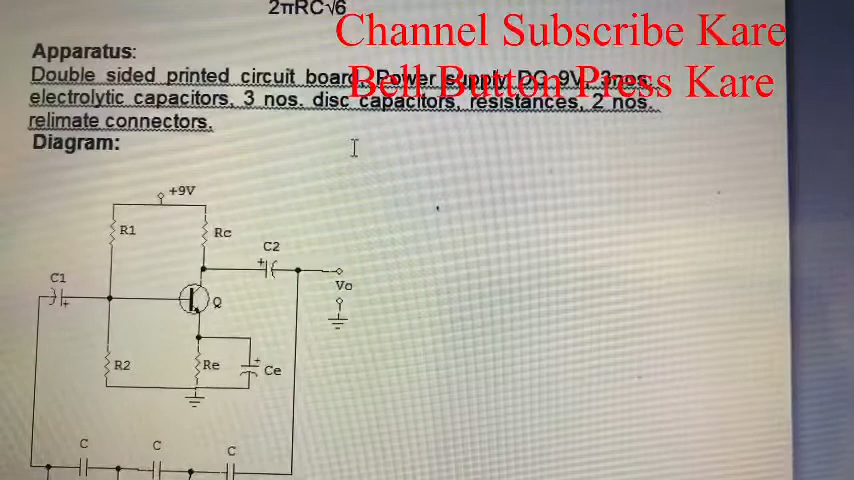 2πRC√6
Channel Subscribe Kare
Apparatus:
Double sided printed circuit board, Power supply DC 9V, 3nos.
Bell Button Press Kare
electrolytic capacitors, 3 nos. disc capacitors, resistances, 2 nos.
relimate connectors.
Diagram:
+9V
R1
Rc
C2
+
C1
+
Vo
Q
R2
Re
+
Ce
C
C
C